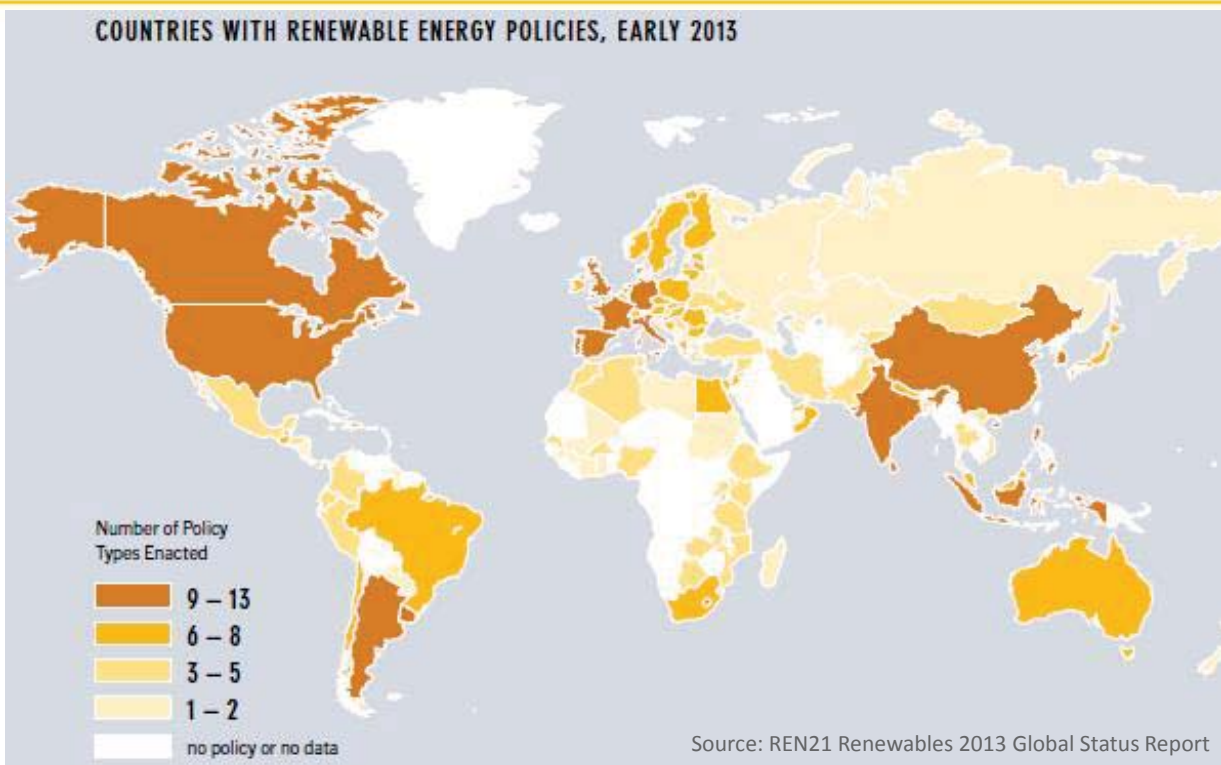 COUNTRIES WITH RENEWABLE ENERGY POLICIES, EARLY 2013
Number of Policy
Types Enacted
9 – 13
6 – 8
3 – 5
1 – 2
no policy or no data
Source: REN21 Renewables 2013 Global Status Report